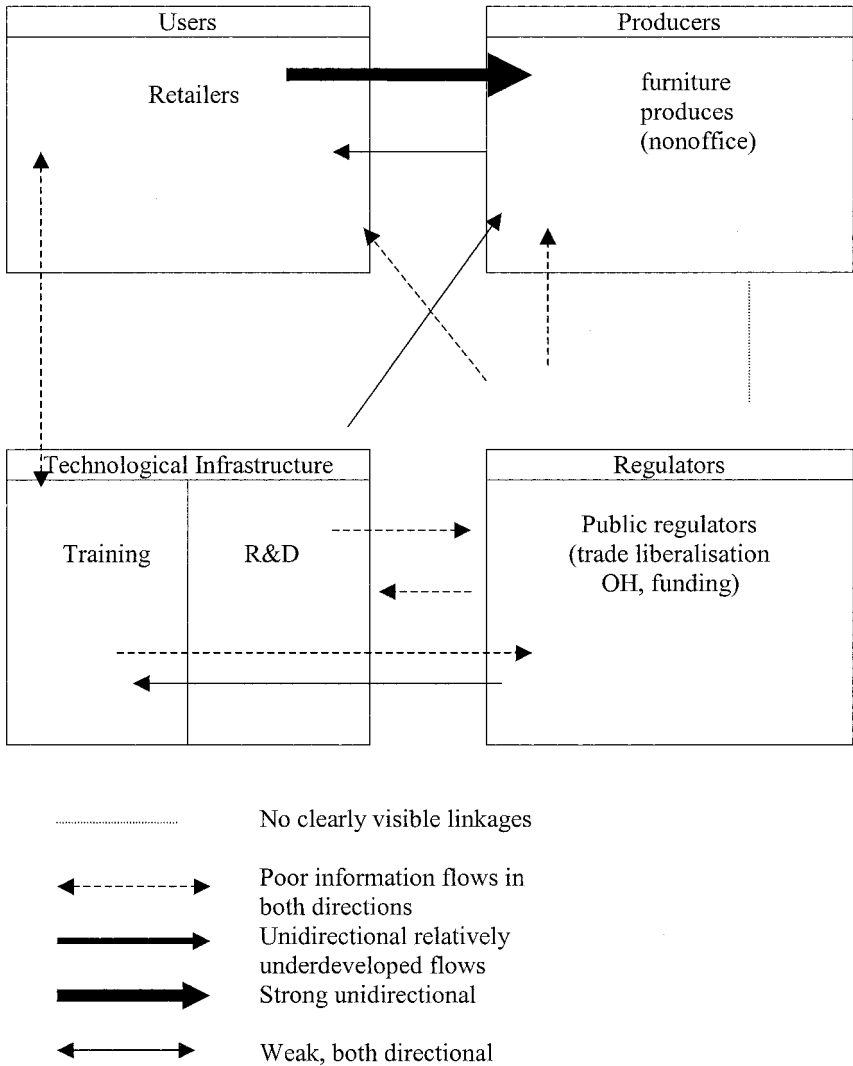 Users
Retailers
Producers
furniture
produces
(nonoffice)
Technological Infrastructure
Training
R&D
Regulators
Public regulators
(trade liberalisation
OH, funding)
No clearly visible linkages
Poor information flows in
both directions
Unidirectional relatively
underdeveloped flows
Strong unidirectional
Weak, both directional